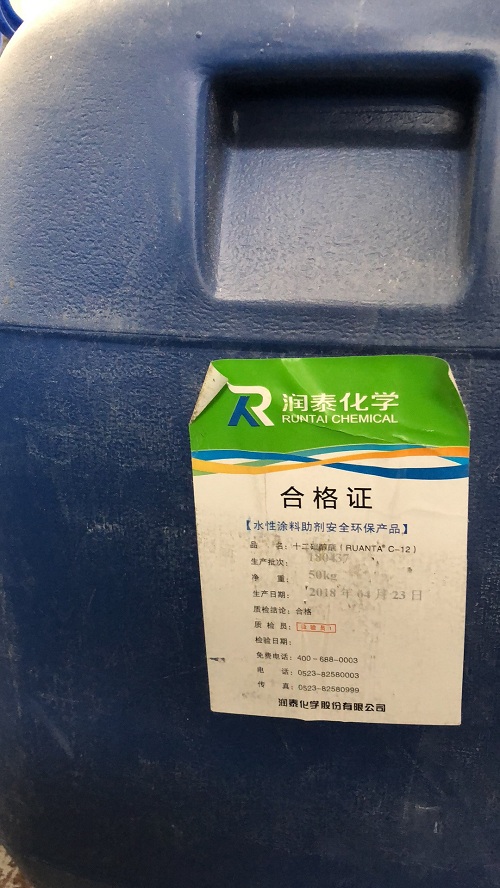 润泰化学
RUNTAI CHEMICAL
合格证
【水性涂料助剂安全环保产品】
品 名：十二碳醇酯（RUANTA® C-12）
生产批次： 180437
净 重： 50kg
生产日期： 2018 年 04 月 23 日
质检结论：合格
质 检 员：
检验日期：
免费电话：400-688-0003
电 话：0523-82580003
传 真：0523-82580999
润泰化学股份有限公司